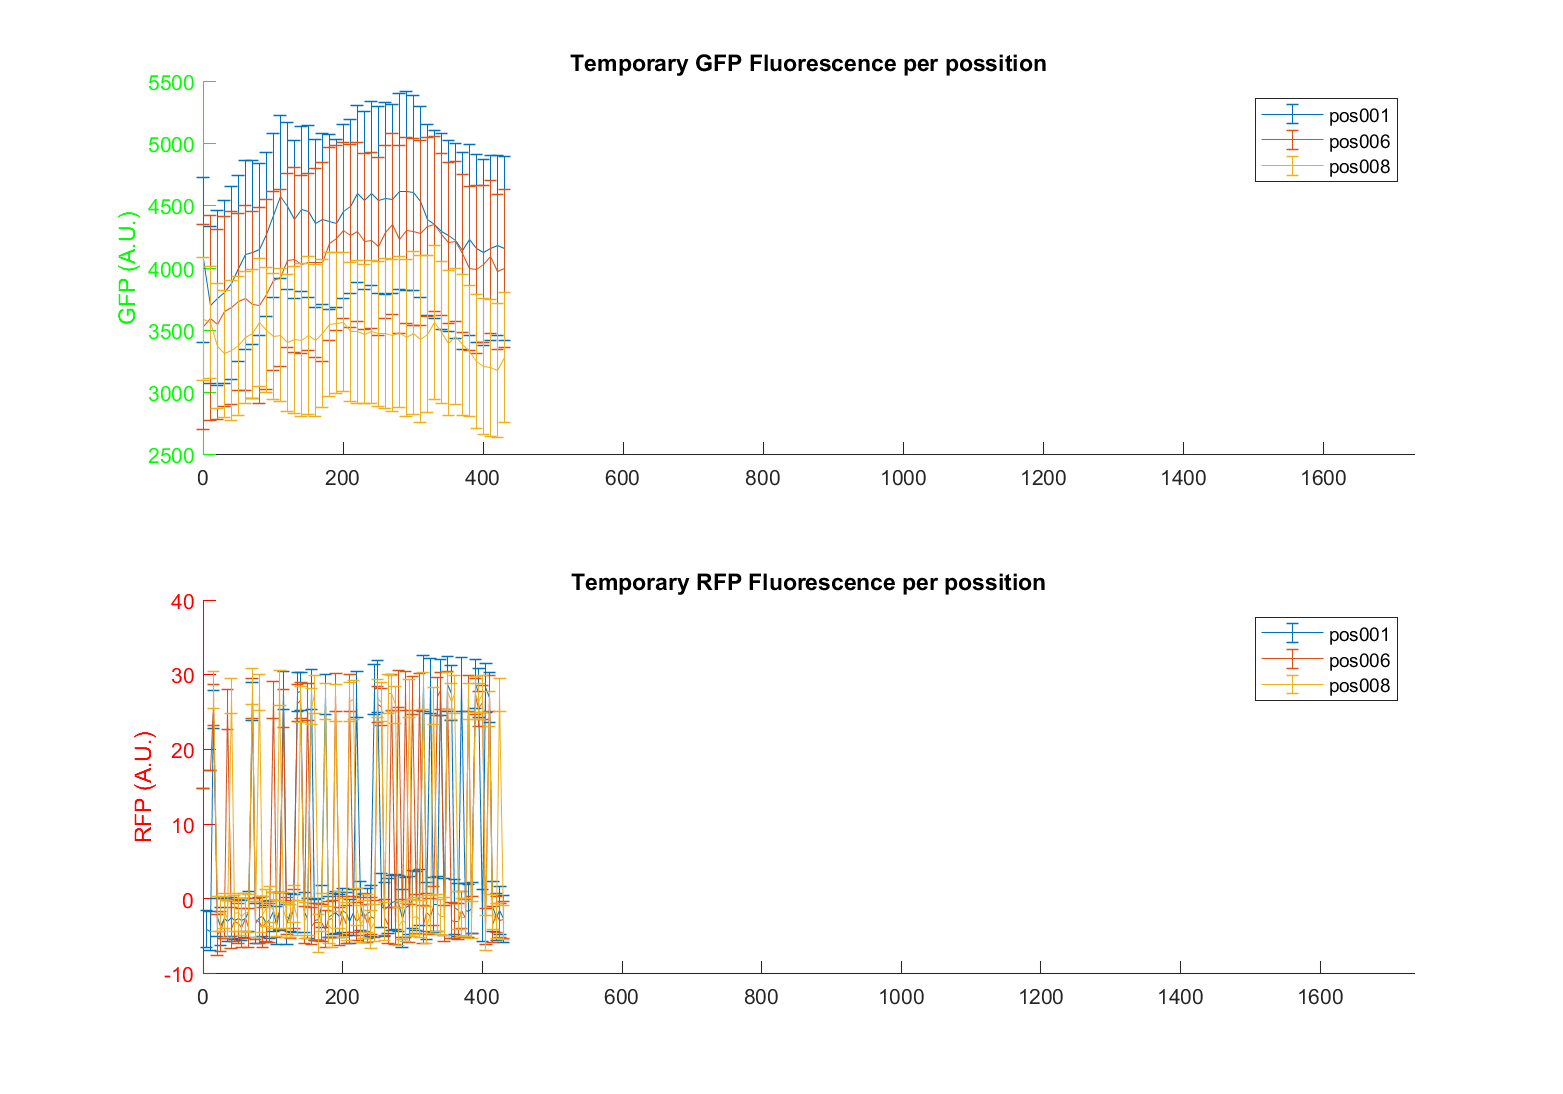 Temporary GFP Fluorescence per possition
5500
5000
4500
4000
3500
3000
2500
GFP (A.U.)
0 200 400 600 800 1000 1200 1400 1600
pos001
pos006
pos008
Temporary RFP Fluorescence per possition
40
30
20
10
0
-10
RFP (A.U.)
0 200 400 600 800 1000 1200 1400 1600
pos001
pos006
pos008